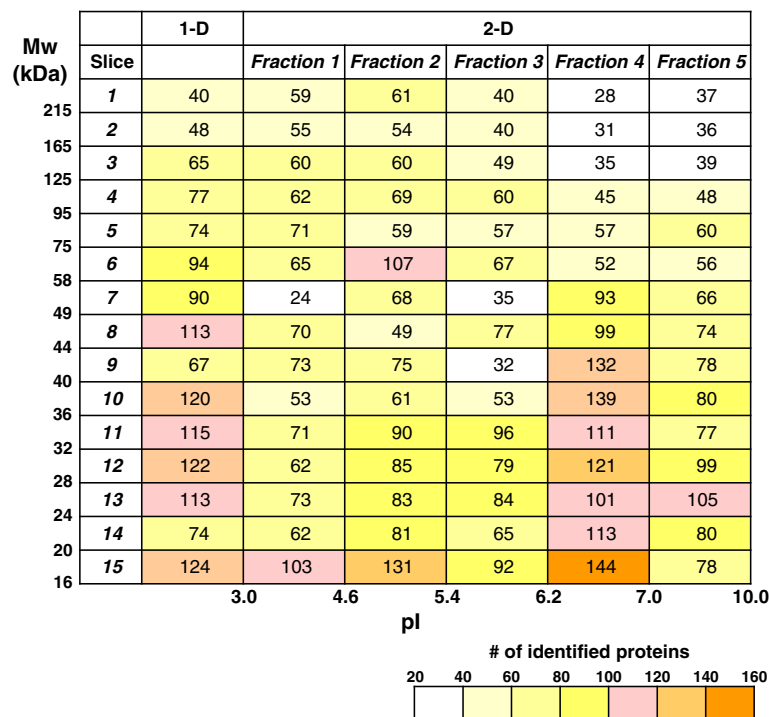 1-D 2-D
Mw (kDa)
Slice Fraction 1 Fraction 2 Fraction 3 Fraction 4 Fraction 5
1 40 59 61 40 28 37
215
2 48 55 54 40 31 36
165
3 65 60 60 49 35 39
125
4 77 62 69 60 45 48
95
5 74 71 59 57 57 60
75
6 94 65 107 67 52 56
58
7 90 24 68 35 93 66
49
8 113 70 49 77 99 74
44
9 67 73 75 32 132 78
40
10 120 53 61 53 139 80
36
11 115 71 90 96 111 77
32
12 122 62 85 79 121 99
28
13 113 73 83 84 101 105
24
14 74 62 81 65 113 80
20
15 124 103 131 92 144 78
16
3.0 4.6 5.4 6.2 7.0 10.0
pI
# of identified proteins
20 40 60 80 100 120 140 160